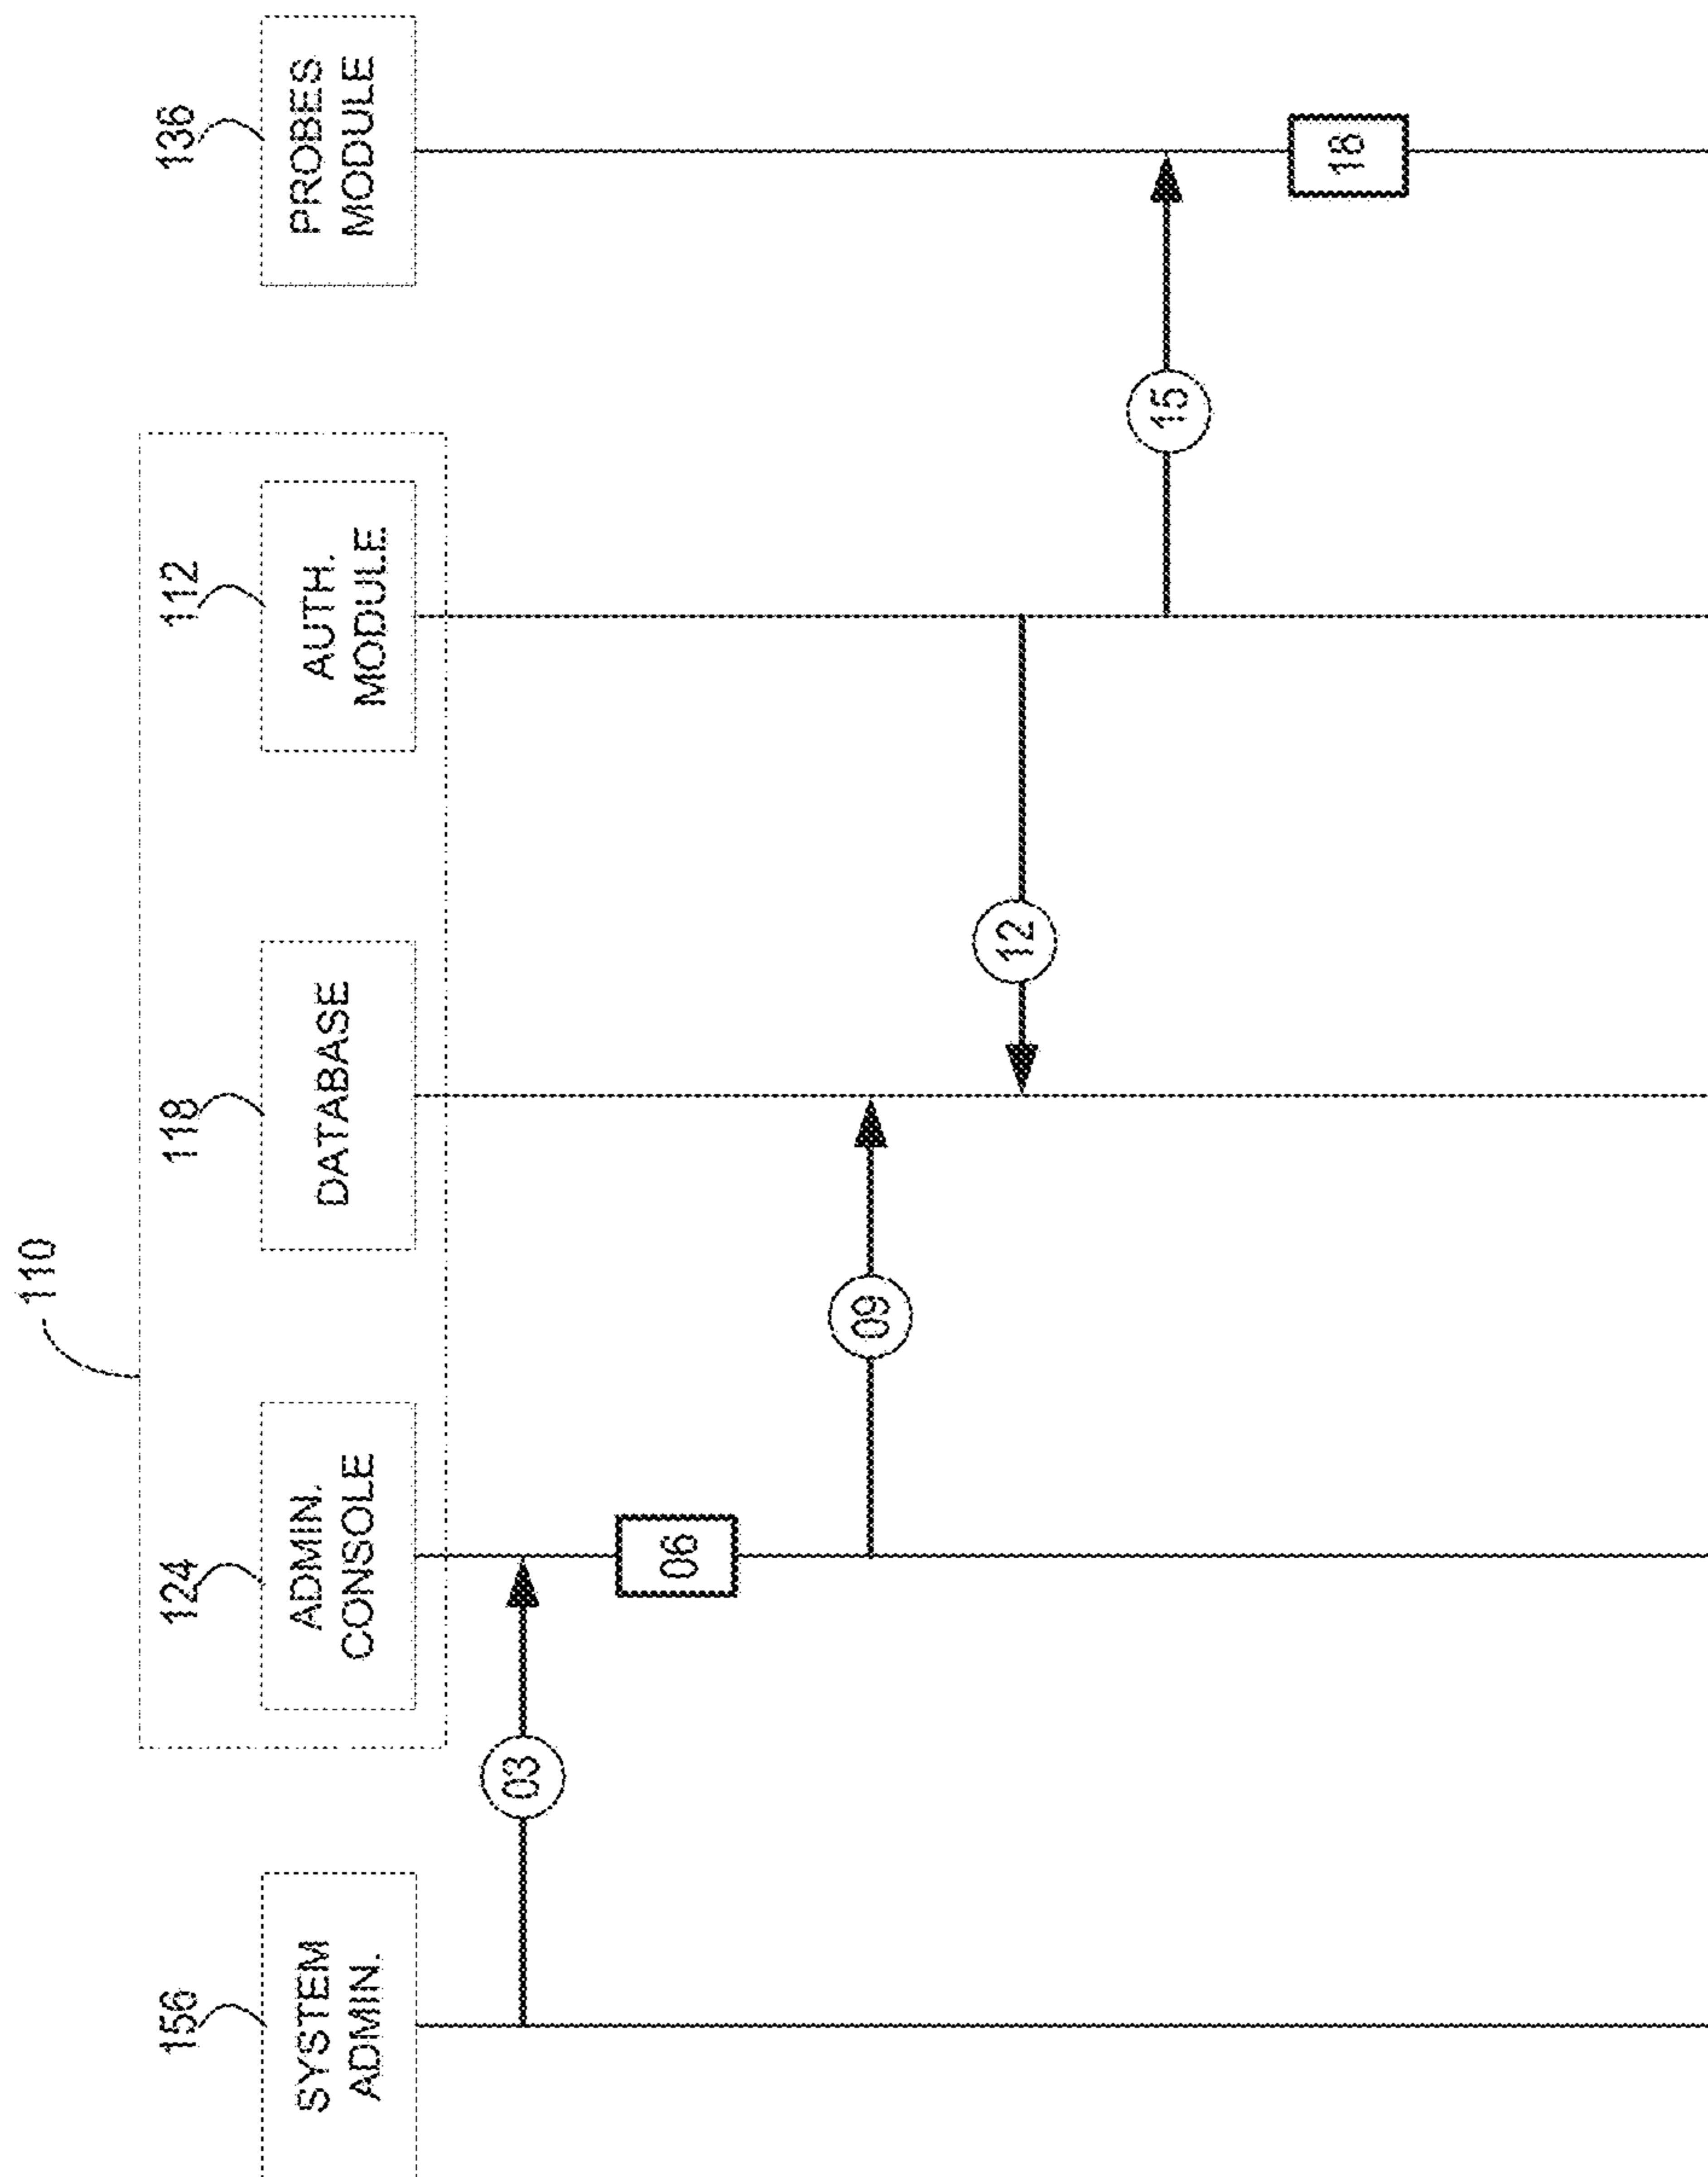 110
156
124
118
112
136
SYSTEM
ADMIN.
ADMIN.
CONSOLE
DATABASE
AUTH.
MODULE
PROBES
MODULE
03
06
09
12
15
18